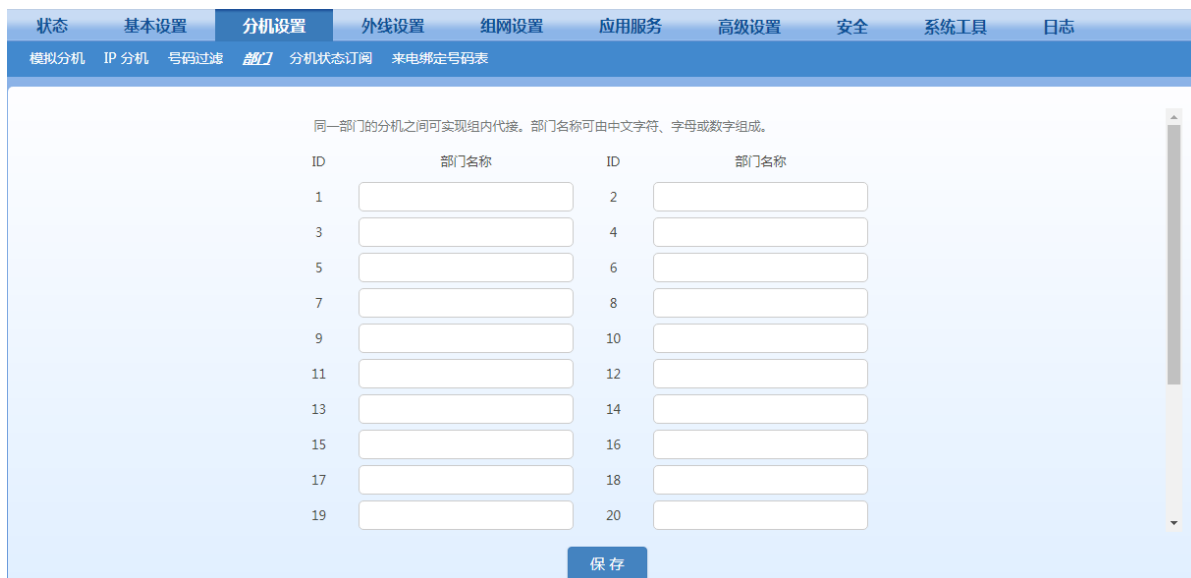 状态 基本设置 分机设置 外线设置 组网设置 应用服务 高级设置 安全 系统工具 日志
模拟分机 IP 分机 号码过滤 部门 分机状态订阅 来电绑定号码表
同一部门的分机之间可实现组内代接。部门名称可由中文字符、字母或数字组成。
ID 部门名称 ID 部门名称
1 2
3 4
5 6
7 8
9 10
11 12
13 14
15 16
17 18
19 20
保存